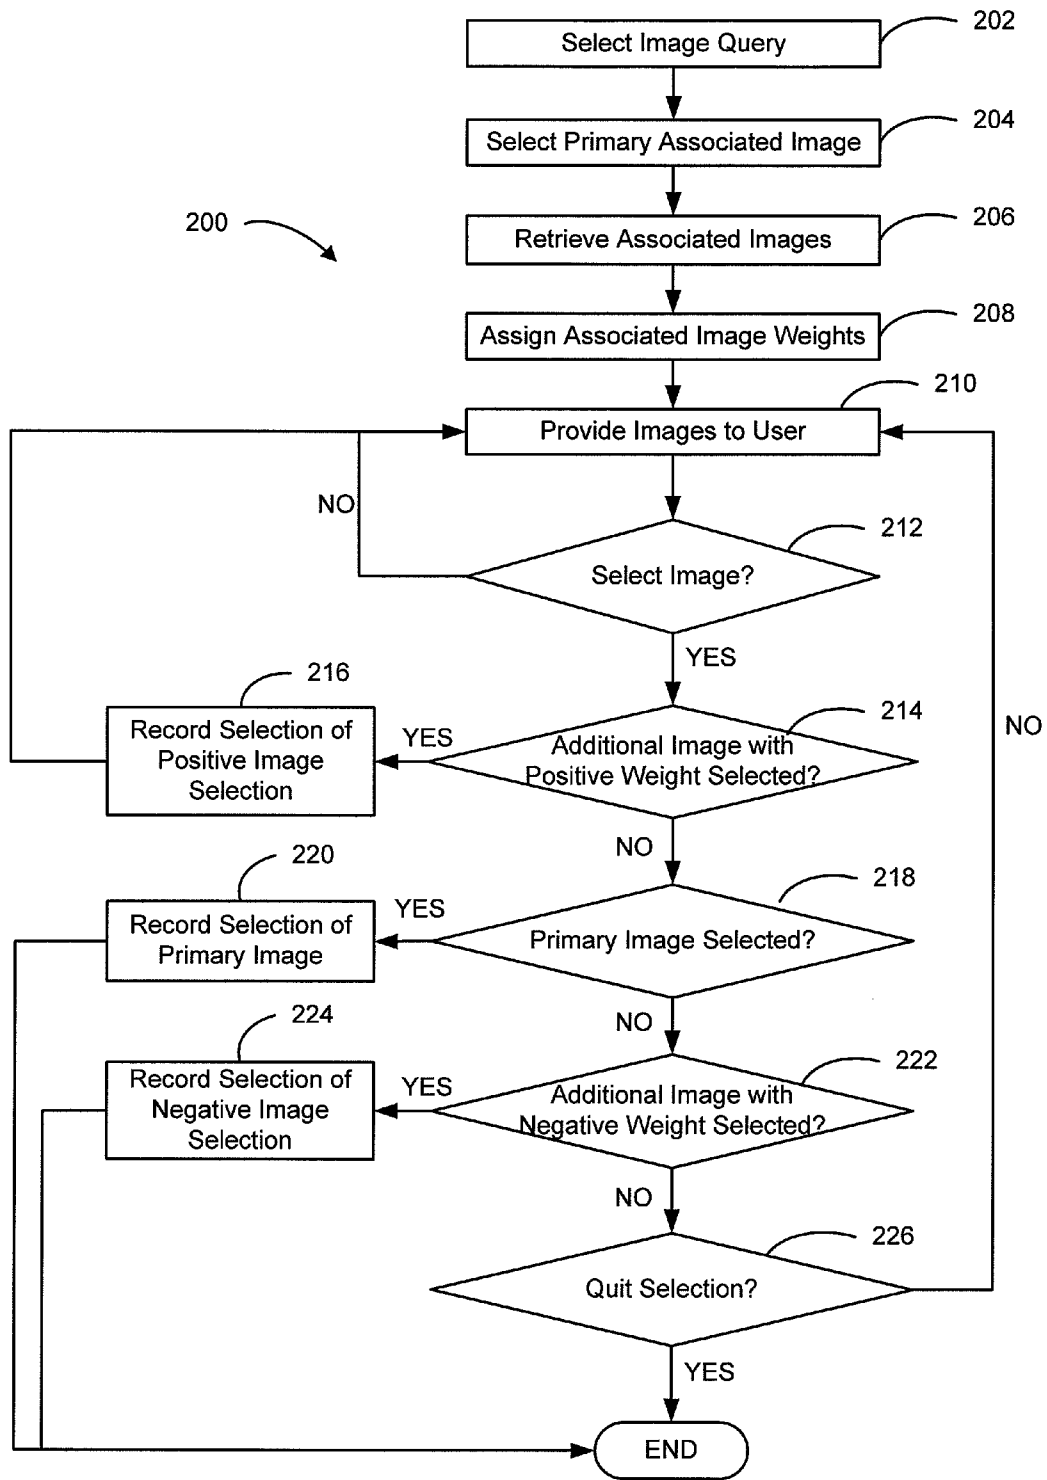 202
Select Image Query
204
Select Primary Associated Image
200
206
Retrieve Associated Images
208
Assign Associated Image Weights
210
Provide Images to User
NO
212
Select Image?
YES
216
Record Selection of
Positive Image
Selection
YES
214
Additional Image with
Positive Weight Selected?
NO
NO
220
Record Selection of
Primary Image
YES
218
Primary Image Selected?
NO
224
Record Selection of
Negative Image
Selection
YES
222
Additional Image with
Negative Weight Selected?
NO
226
Quit Selection?
YES
END